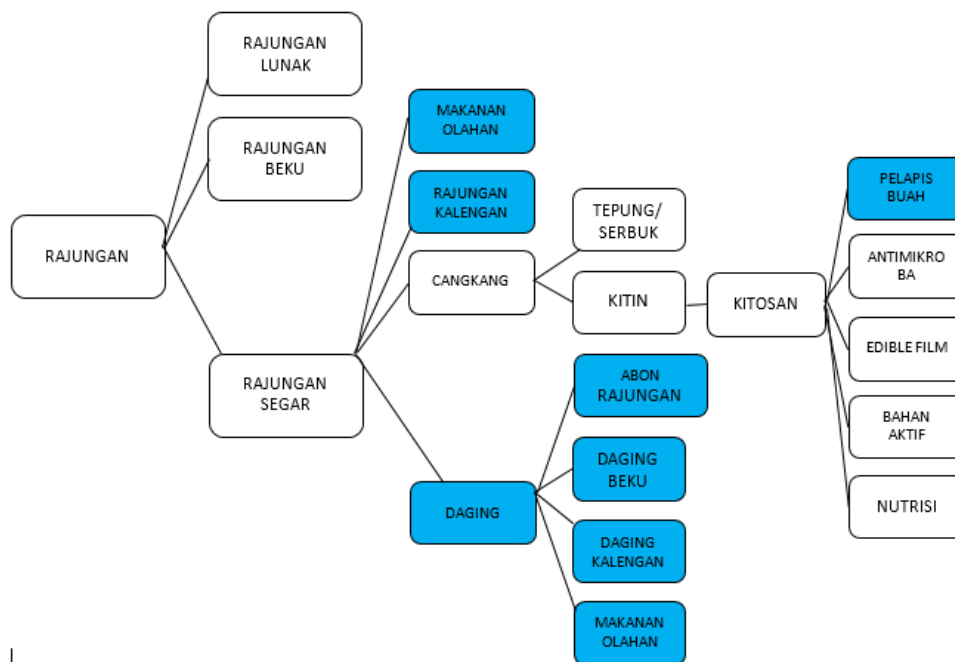 RAJUNGAN
LUNAK
RAJUNGAN
BEKU
RAJUNGAN
RAJUNGAN
SEGAR
MAKANAN
OLAHAN
RAJUNGAN
KALENGAN
CANGKANG
DAGING
TEPUNG/
SERBUK
KITIN
ABON
RAJUNGAN
DAGING
BEKU
DAGING
KALENGAN
MAKANAN
OLAHAN
KITOSAN
PELAPIS
BUAH
ANTIMIKRO
BA
EDIBLE FILM
BAHAN
AKTIF
NUTRISI